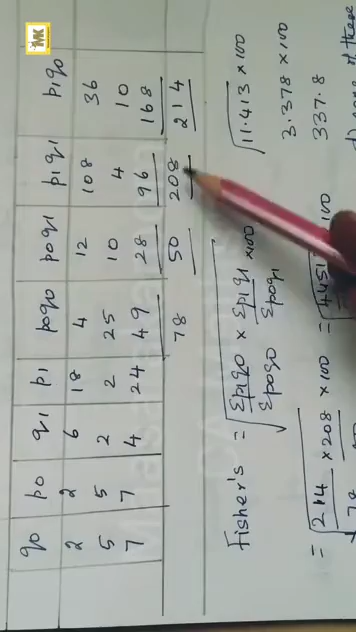 MK
q0 p0 q1 p1 p0q0 p0q1 p1q1 p1q0
2 2 6 18 4 12 108 36
5 5 2 2 25 10 4 10
7 7 4 24 49 28 96 168
78 50 208 214
Fisher's = √Σp1q0/Σp0q0 × Σp1q1/Σp0q1 ×100
√11.413 ×100
= √214 × 208 ×100 =
3.378 ×100
337.8